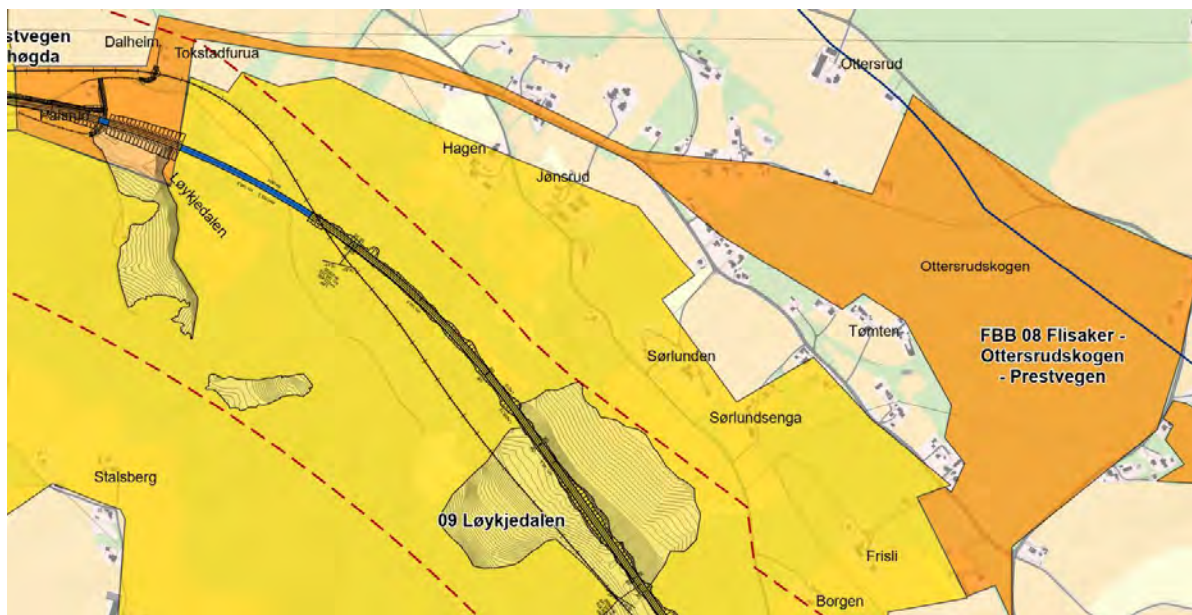 stvegen
høgda
Dalheim
Tokstadfurua
Ottersrud
Pålsrud
Hagen
Jønsrud
Løykjedalen
Ottersrudskogen
Tømten
FBB 08 Flisaker -
Ottersrudskogen
- Prestvegen
Sørlunden
Sørlundsenga
Stalsberg
09 Løykjedalen
Frisli
Borgen